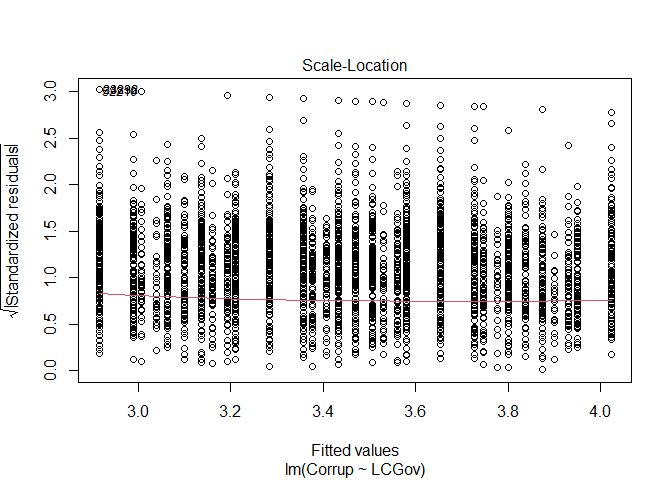 Scale-Location
√|Standardized residuals|
3.0
2.5
2.0
1.5
1.0
0.5
0.0
3.0 3.2 3.4 3.6 3.8 4.0
Fitted values
lm(Corrup ~ LCGov)